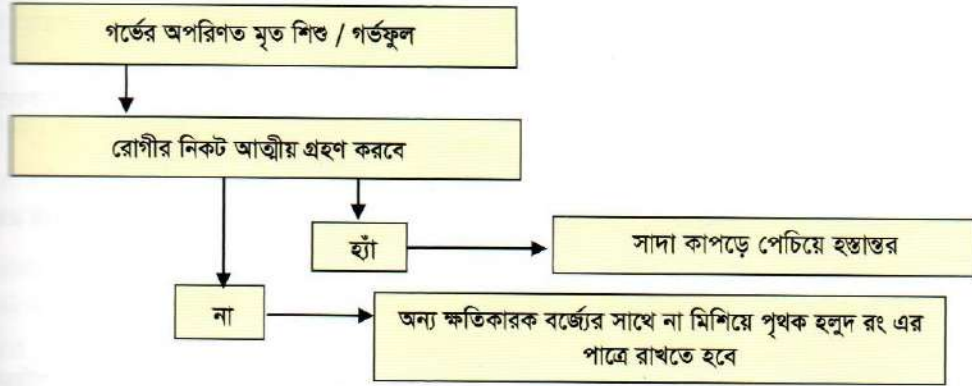 গর্ভের অপরিণত মৃত শিশু / গর্ভফুল
রোগীর নিকট আত্মীয় গ্রহণ করবে
হ্যাঁ
সাদা কাপড়ে পেচিয়ে হস্তান্তর
না
অন্য ক্ষতিকারক বর্জ্যের সাথে না মিশিয়ে পৃথক হলুদ রং এর
পাত্রে রাখতে হবে